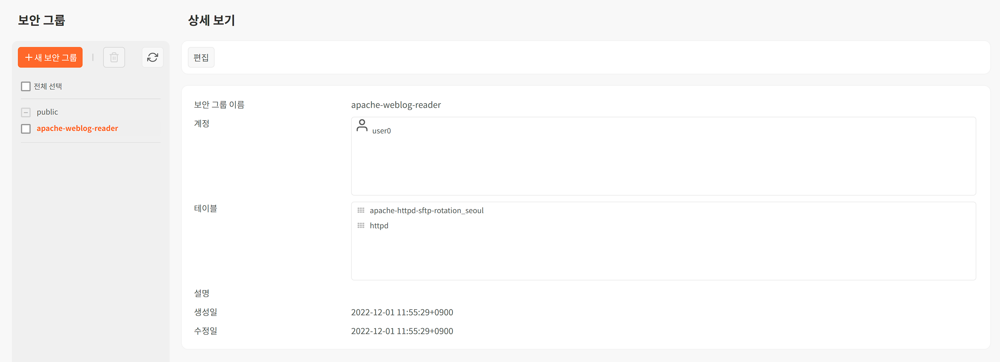 보안 그룹
상세 보기
새 보안 그룹
편집
전체 선택
public
apache-weblog-reader
보안 그룹 이름
apache-weblog-reader
계정
user0
테이블
apache-httpd-sftp-rotation_seoul
httpd
설명
생성일
2022-12-01 11:55:29+0900
수정일
2022-12-01 11:55:29+0900